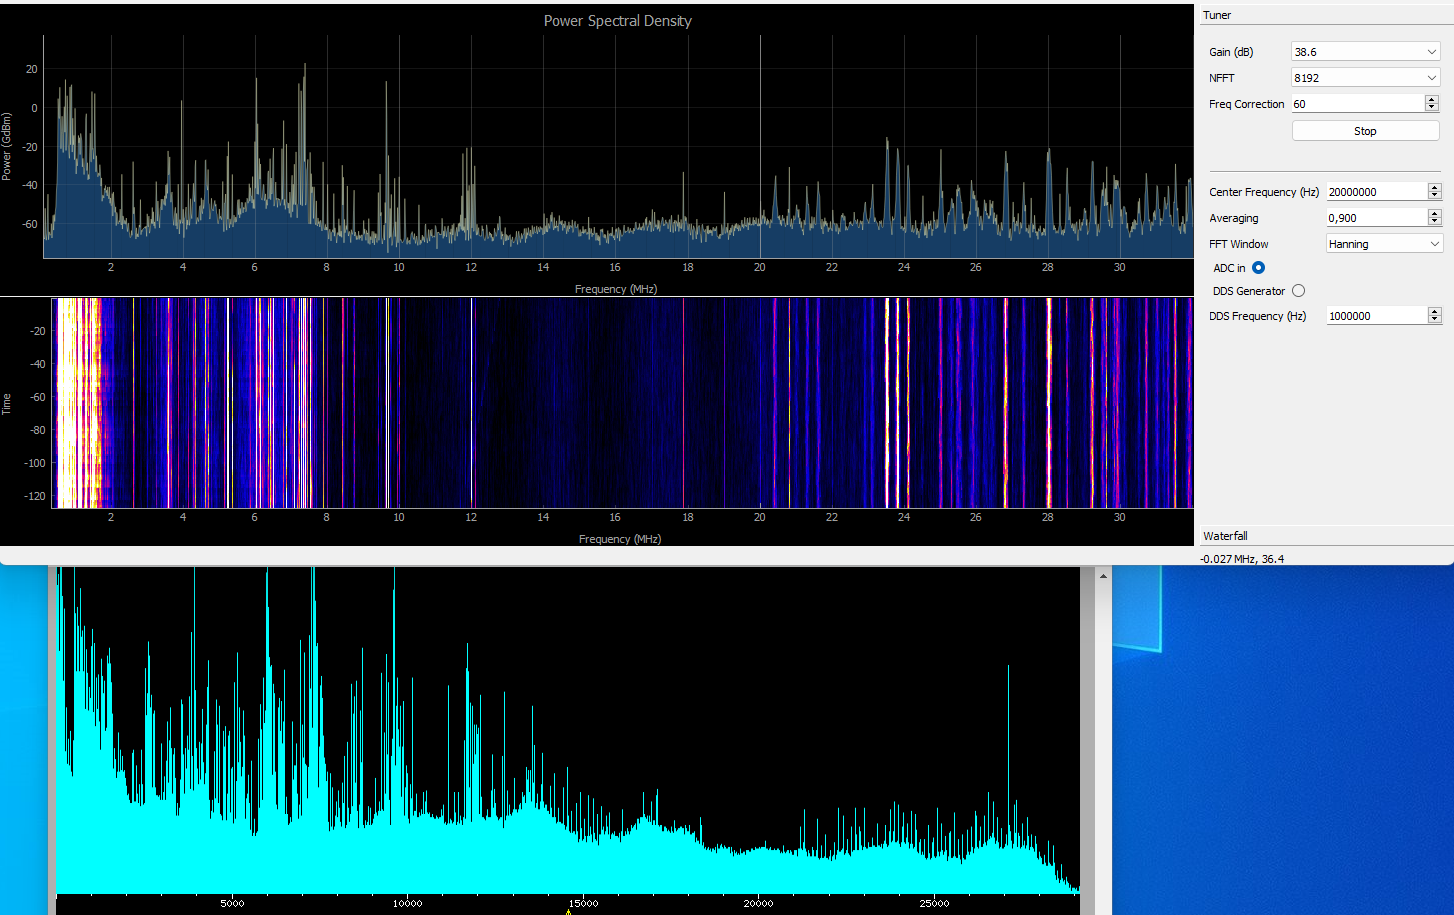 Power Spectral Density
Power (GdBm)
20
0
-20
-40
-60
2 4 6 8 10 12 14 16 18 20 22 24 26 28 30
Frequency (MHz)
Time
-20
-40
-60
-80
-100
-120
2 4 6 8 10 12 14 16 18 20 22 24 26 28 30
Frequency (MHz)
Tuner
Gain (dB) 38.6
NFFT 8192
Freq Correction 60
Stop
Center Frequency (Hz) 20000000
Averaging 0,900
FFT Window Hanning
ADC in
DDS Generator
DDS Frequency (Hz) 1000000
Waterfall
-0.027 MHz, 36.4
5000 10000 15000 20000 25000